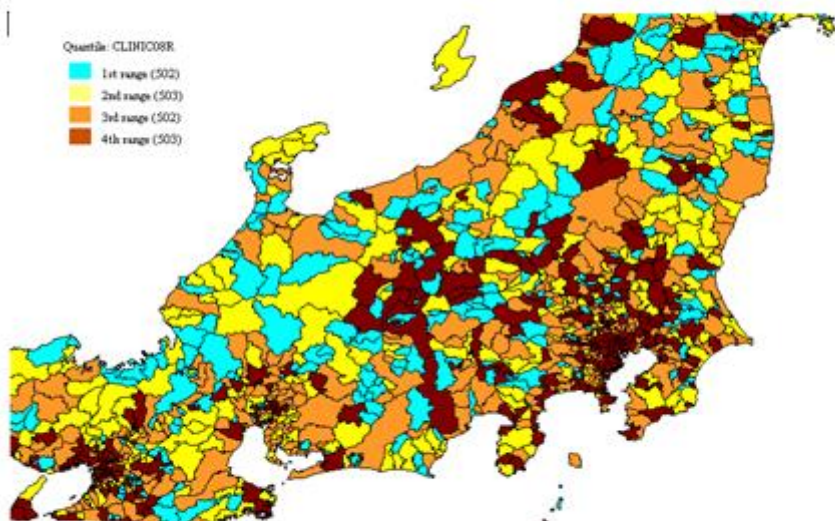 Quantile: CLINIC08R
1st range (502)
2nd range (503)
3rd range (502)
4th range (503)